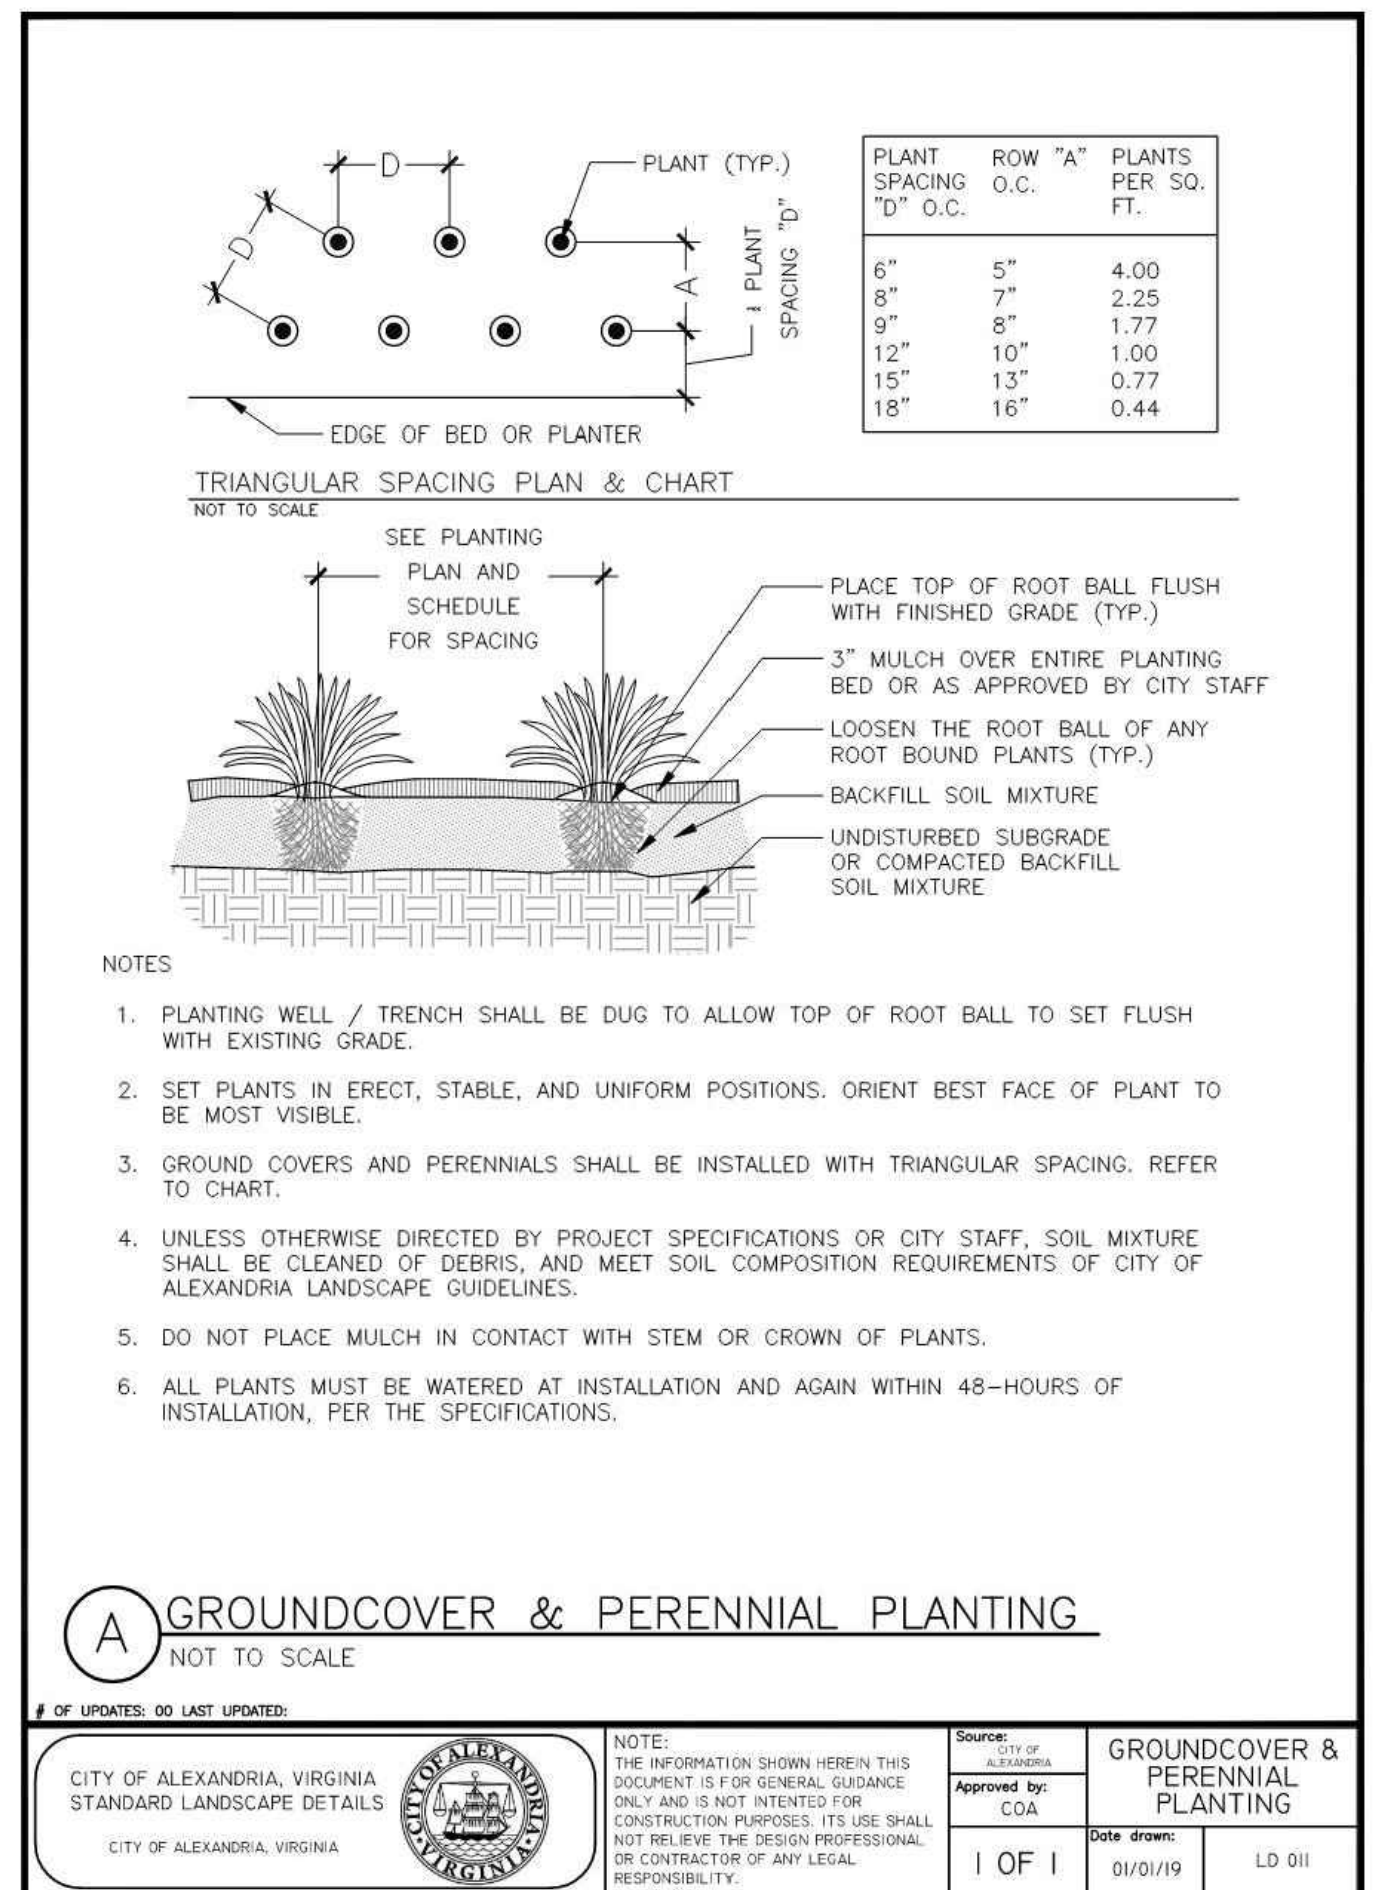 D
PLANT (TYP.)
D
A
PLANT
SPACING "D"
EDGE OF BED OR PLANTER
PLANT SPACING "D" O.C. ROW "A" O.C. PLANTS PER SQ. FT.
6" 5" 4.00
8" 7" 2.25
9" 8" 1.77
12" 10" 1.00
15" 13" 0.77
18" 16" 0.44
TRIANGULAR SPACING PLAN & CHART
NOT TO SCALE
SEE PLANTING
PLAN AND
SCHEDULE
FOR SPACING
PLACE TOP OF ROOT BALL FLUSH
WITH FINISHED GRADE (TYP.)
3" MULCH OVER ENTIRE PLANTING
BED OR AS APPROVED BY CITY STAFF
LOOSEN THE ROOT BALL OF ANY
ROOT BOUND PLANTS (TYP.)
BACKFILL SOIL MIXTURE
UNDISTURBED SUBGRADE
OR COMPACTED BACKFILL
SOIL MIXTURE
NOTES
1. PLANTING WELL / TRENCH SHALL BE DUG TO ALLOW TOP OF ROOT BALL TO SET FLUSH
WITH EXISTING GRADE.
2. SET PLANTS IN ERECT, STABLE, AND UNIFORM POSITIONS. ORIENT BEST FACE OF PLANT TO
BE MOST VISIBLE.
3. GROUND COVERS AND PERENNIALS SHALL BE INSTALLED WITH TRIANGULAR SPACING. REFER
TO CHART.
4. UNLESS OTHERWISE DIRECTED BY PROJECT SPECIFICATIONS OR CITY STAFF, SOIL MIXTURE
SHALL BE CLEANED OF DEBRIS, AND MEET SOIL COMPOSITION REQUIREMENTS OF CITY OF
ALEXANDRIA LANDSCAPE GUIDELINES.
5. DO NOT PLACE MULCH IN CONTACT WITH STEM OR CROWN OF PLANTS.
6. ALL PLANTS MUST BE WATERED AT INSTALLATION AND AGAIN WITHIN 48-HOURS OF
INSTALLATION, PER THE SPECIFICATIONS.
A
GROUNDCOVER & PERENNIAL PLANTING
NOT TO SCALE
# OF UPDATES: 00 LAST UPDATED:
CITY OF ALEXANDRIA, VIRGINIA
STANDARD LANDSCAPE DETAILS
CITY OF ALEXANDRIA, VIRGINIA
CITY OF ALEXANDRIA VIRGINIA
NOTE:
THE INFORMATION SHOWN HEREIN THIS
DOCUMENT IS FOR GENERAL GUIDANCE
ONLY AND IS NOT INTENTED FOR
CONSTRUCTION PURPOSES. ITS USE SHALL
NOT RELIEVE THE DESIGN PROFESSIONAL
OR CONTRACTOR OF ANY LEGAL
RESPONSIBILITY.
Source:
CITY OF
ALEXANDRIA
Approved by:
COA
1 OF 1
GROUNDCOVER &
PERENNIAL
PLANTING
Date drawn:
01/01/19
LD 011